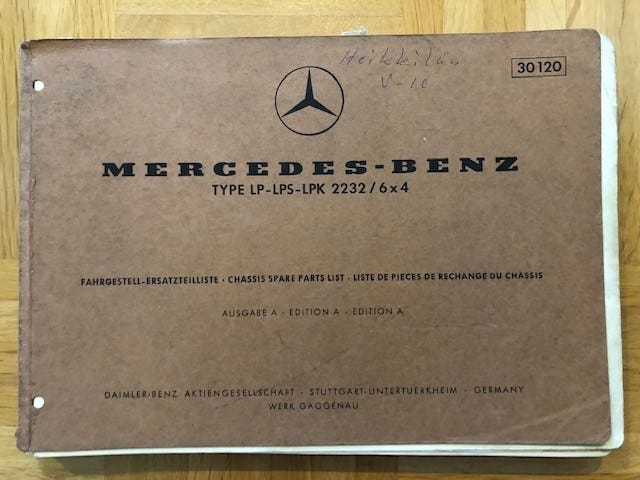 Heikkilän
V-10
30120
MERCEDES-BENZ
TYPE LP-LPS-LPK 2232/6x4
FAHRGESTELL-ERSATZTEILLISTE · CHASSIS SPARE PARTS LIST · LISTE DE PIECES DE RECHANGE DU CHASSIS
AUSGABE A · EDITION A · EDITION A
DAIMLER-BENZ AKTIENGESELLSCHAFT · STUTTGART-UNTERTUERKHEIM · GERMANY
WERK GAGGENAU